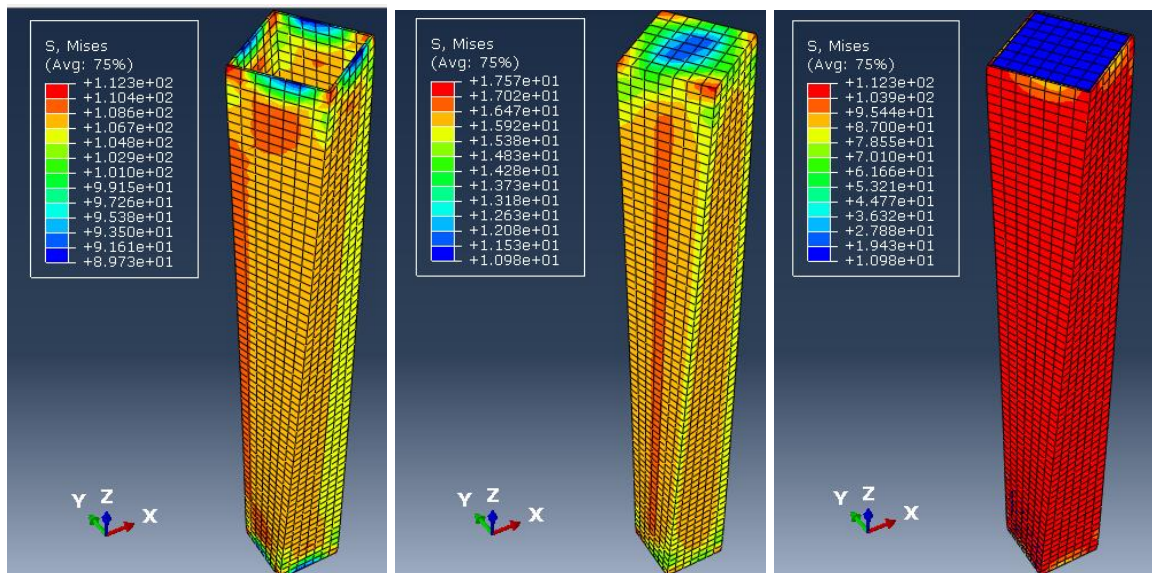 S, Mises
(Avg: 75%)
+1.123e+02
+1.104e+02
+1.086e+02
+1.067e+02
+1.048e+02
+1.029e+02
+1.010e+02
+9.915e+01
+9.726e+01
+9.538e+01
+9.350e+01
+9.161e+01
+8.973e+01
Y Z X
S, Mises
(Avg: 75%)
+1.757e+01
+1.702e+01
+1.647e+01
+1.592e+01
+1.538e+01
+1.483e+01
+1.428e+01
+1.373e+01
+1.318e+01
+1.263e+01
+1.208e+01
+1.153e+01
+1.098e+01
Y Z X
S, Mises
(Avg: 75%)
+1.123e+02
+1.039e+02
+9.544e+01
+8.700e+01
+7.855e+01
+7.010e+01
+6.166e+01
+5.321e+01
+4.477e+01
+3.632e+01
+2.788e+01
+1.943e+01
+1.098e+01
Y Z X